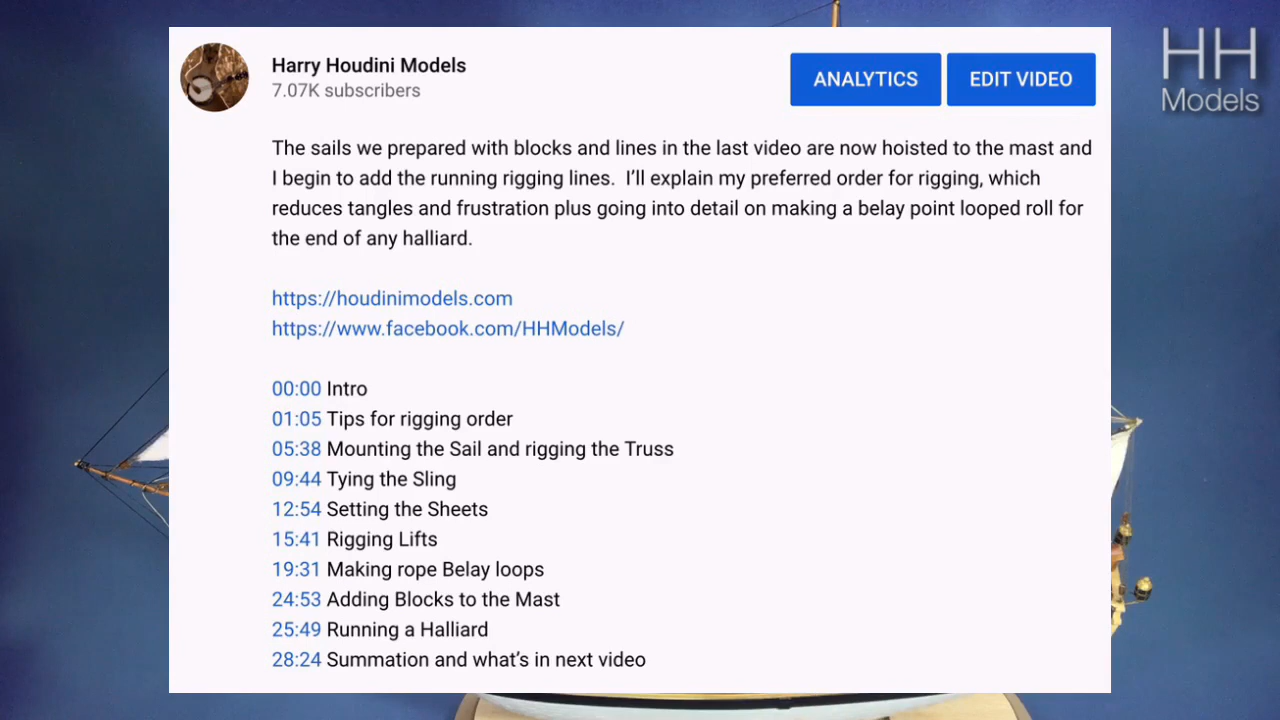 HH
Models
Harry Houdini Models
7.07K subscribers
ANALYTICS
EDIT VIDEO
The sails we prepared with blocks and lines in the last video are now hoisted to the mast and
I begin to add the running rigging lines.  I’ll explain my preferred order for rigging, which
reduces tangles and frustration plus going into detail on making a belay point looped roll for
the end of any halliard.
https://houdinimodels.com
https://www.facebook.com/HHModels/
00:00 Intro
01:05 Tips for rigging order
05:38 Mounting the Sail and rigging the Truss
09:44 Tying the Sling
12:54 Setting the Sheets
15:41 Rigging Lifts
19:31 Making rope Belay loops
24:53 Adding Blocks to the Mast
25:49 Running a Halliard
28:24 Summation and what’s in next video